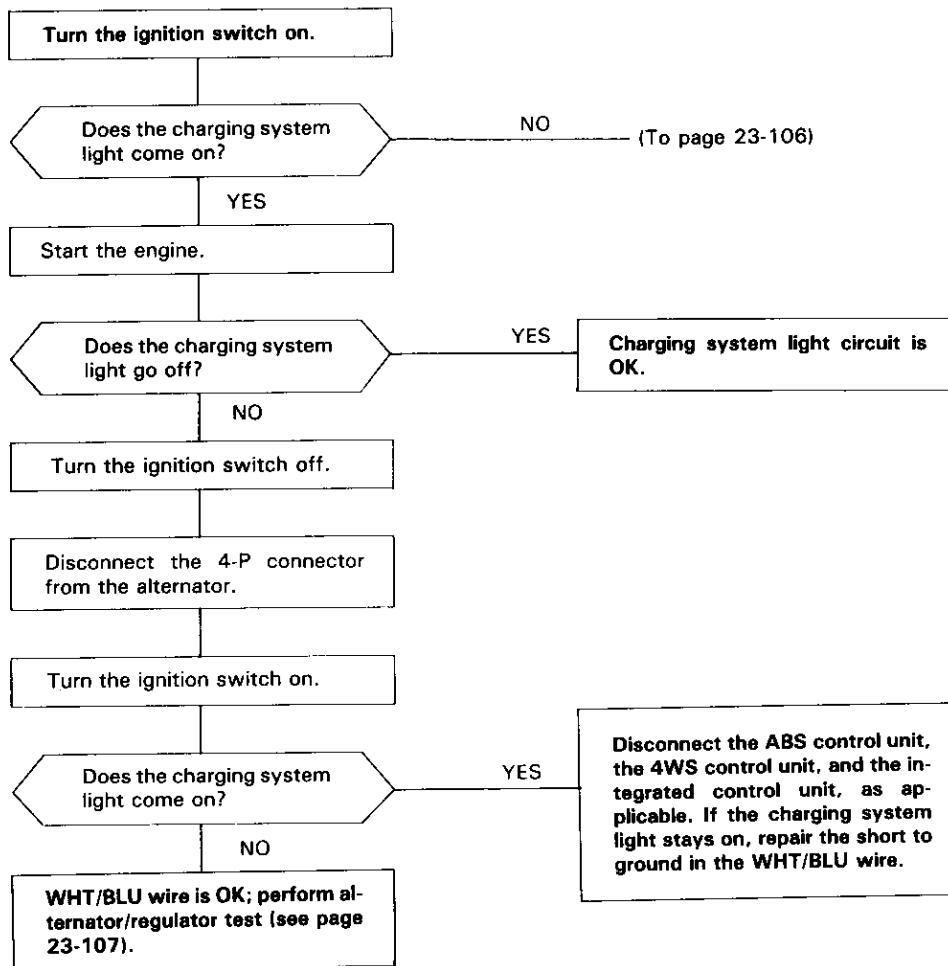 Turn the ignition switch on.
Does the charging system
light come on?
NO
(To page 23-106)
YES
Start the engine.
Does the charging system
light go off?
YES
Charging system light circuit is
OK.
NO
Turn the ignition switch off.
Disconnect the 4-P connector
from the alternator.
Turn the ignition switch on.
Does the charging system
light come on?
YES
Disconnect the ABS control unit,
the 4WS control unit, and the in-
tegrated control unit, as ap-
plicable. If the charging system
light stays on, repair the short to
ground in the WHT/BLU wire.
NO
WHT/BLU wire is OK; perform al-
ternator/regulator test (see page
23-107).